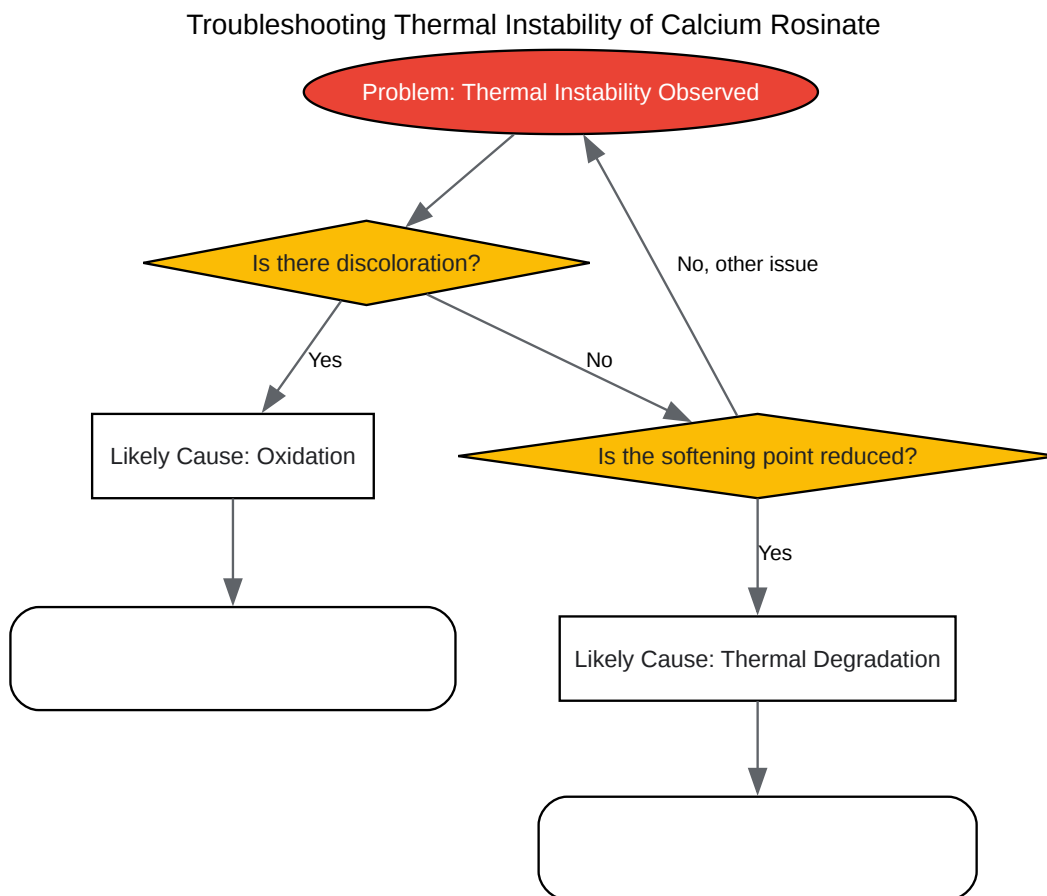 Troubleshooting Thermal Instability of Calcium Rosinate
Problem: Thermal Instability Observed
Is there discoloration?
No, other issue
Yes
No
Likely Cause: Oxidation
Is the softening point reduced?
Yes
Likely Cause: Thermal Degradation